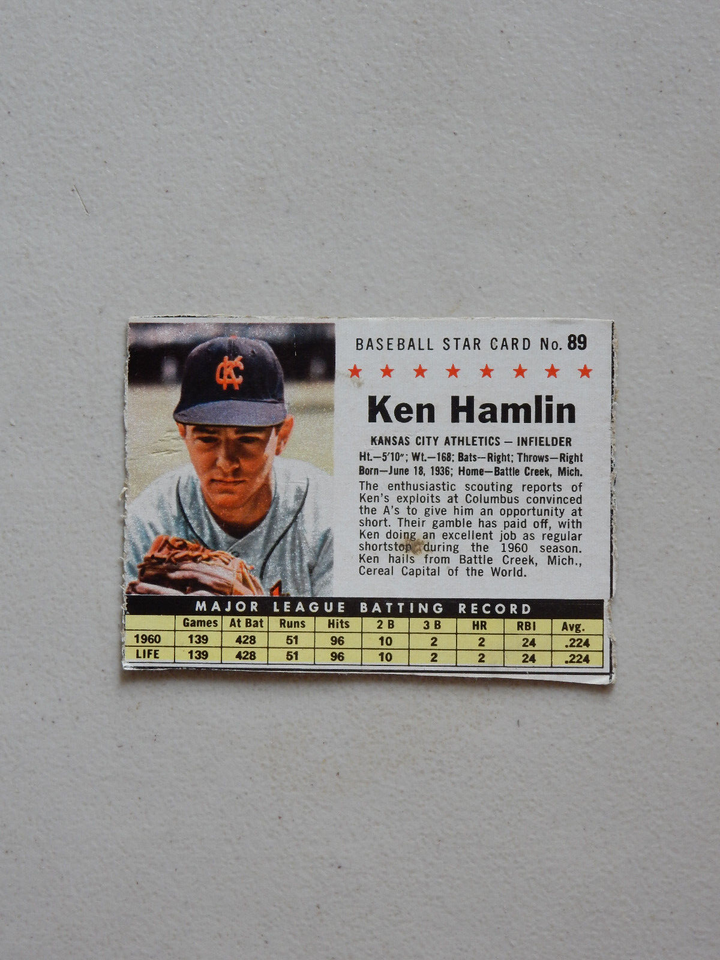 KC
BASEBALL STAR CARD No. 89
Ken Hamlin
KANSAS CITY ATHLETICS — INFIELDER
Ht.—5'10"; Wt.—168; Bats—Right; Throws—Right
Born—June 18, 1936; Home—Battle Creek, Mich.
The enthusiastic scouting reports of
Ken's exploits at Columbus convinced
the A's to give him an opportunity at
short. Their gamble has paid off, with
Ken doing an excellent job as regular
shortstop during the 1960 season.
Ken hails from Battle Creek, Mich.,
Cereal Capital of the World.
MAJOR LEAGUE BATTING RECORD
Games At Bat Runs Hits 2 B 3 B HR RBI Avg.
1960 139 428 51 96 10 2 2 24 .224
LIFE 139 428 51 96 10 2 2 24 .224